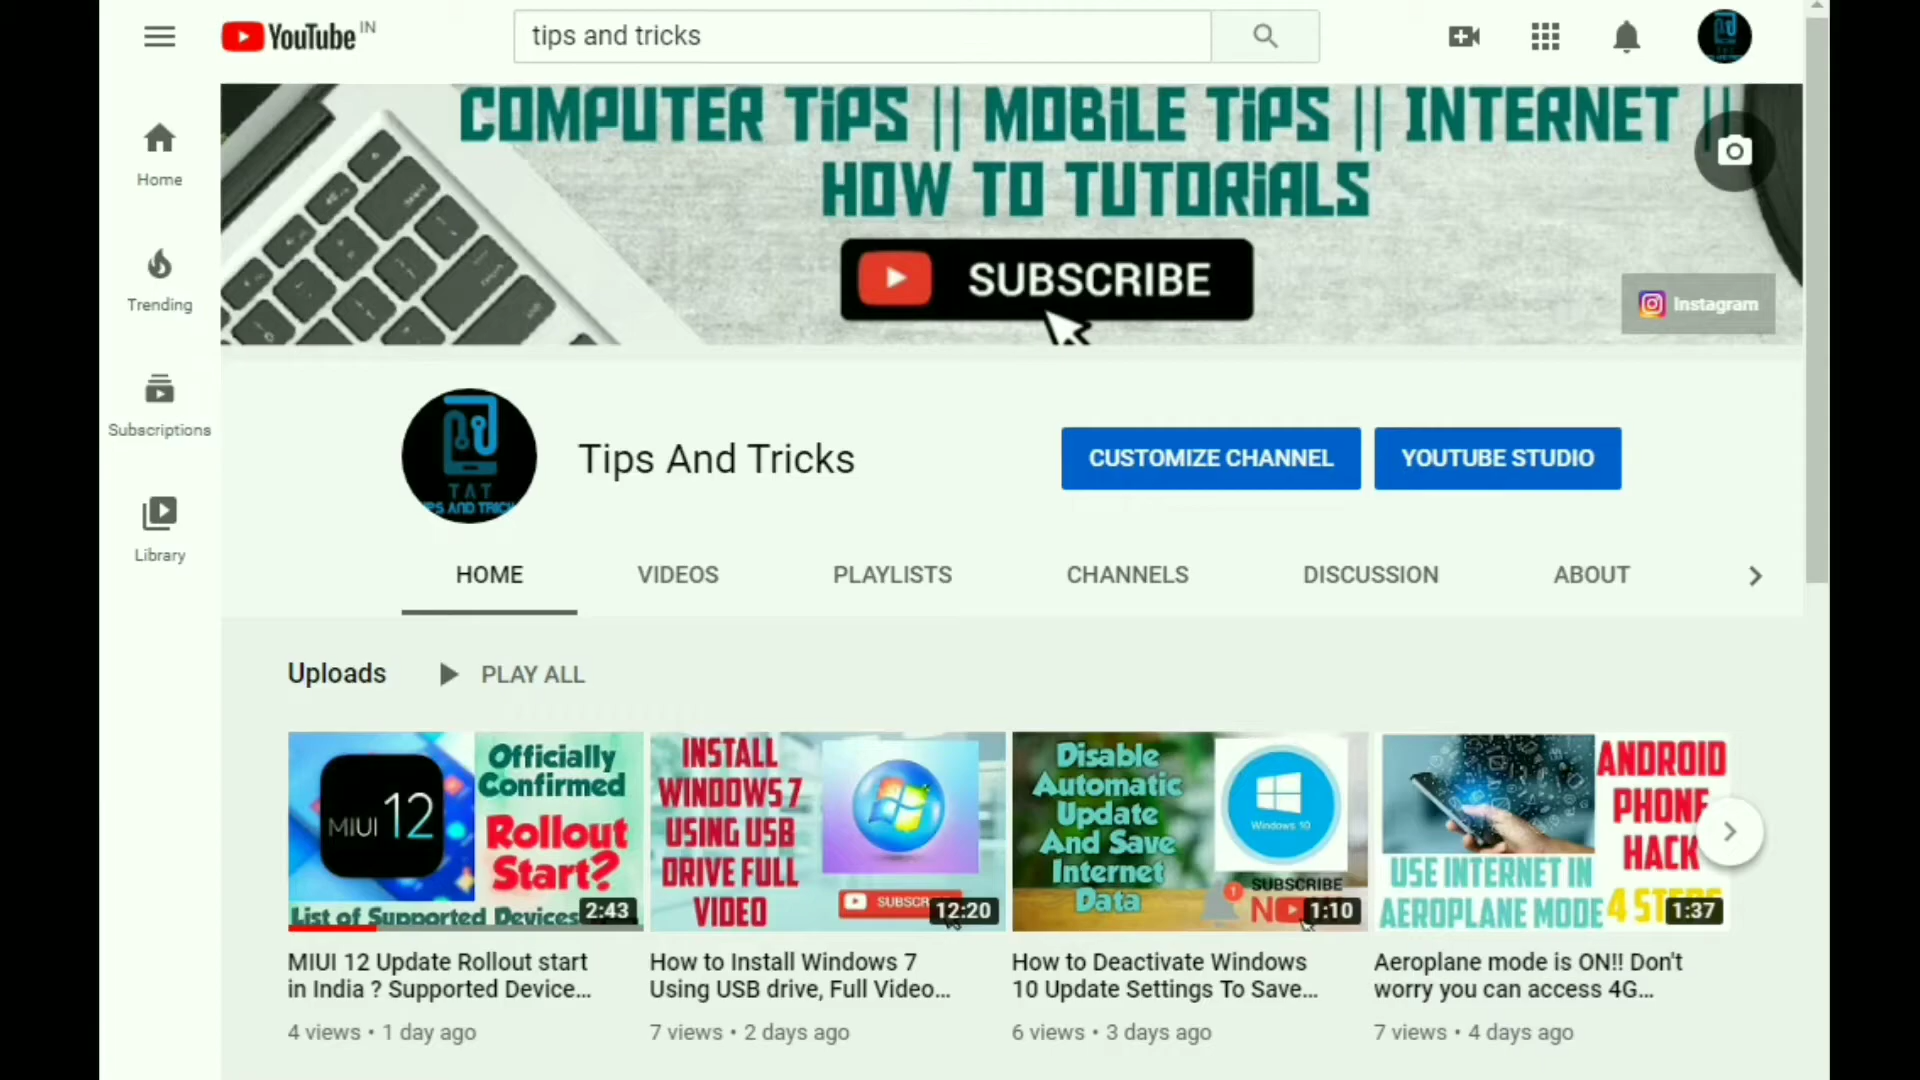 YouTube IN
tips and tricks
COMPUTER TiPS || MOBiLE TiPS || INTERNET ||
HOW TO TUTORiALS
SUBSCRIBE
Instagram
Home
Trending
Subscriptions
Library
TAT
Tips And Tricks
CUSTOMIZE CHANNEL
YOUTUBE STUDIO
HOME VIDEOS PLAYLISTS CHANNELS DISCUSSION ABOUT
Uploads PLAY ALL
MIUI 12
Officially
Confirmed
Rollout
Start?
List of Supported Devices
2:43
INSTALL
WINDOWS 7
USING USB
DRIVE FULL
VIDEO
12:20
Disable
Automatic
Update
And Save
Internet
Data
Windows 10
SUBSCRIBE
1
1:10
ANDROID
PHONE
HACK
USE INTERNET IN
AEROPLANE MODE
4
1:37
MIUI 12 Update Rollout start
in India ? Supported Device...
4 views • 1 day ago
How to Install Windows 7
Using USB drive, Full Video...
7 views • 2 days ago
How to Deactivate Windows
10 Update Settings To Save...
6 views • 3 days ago
Aeroplane mode is ON!! Don't
worry you can access 4G...
7 views • 4 days ago